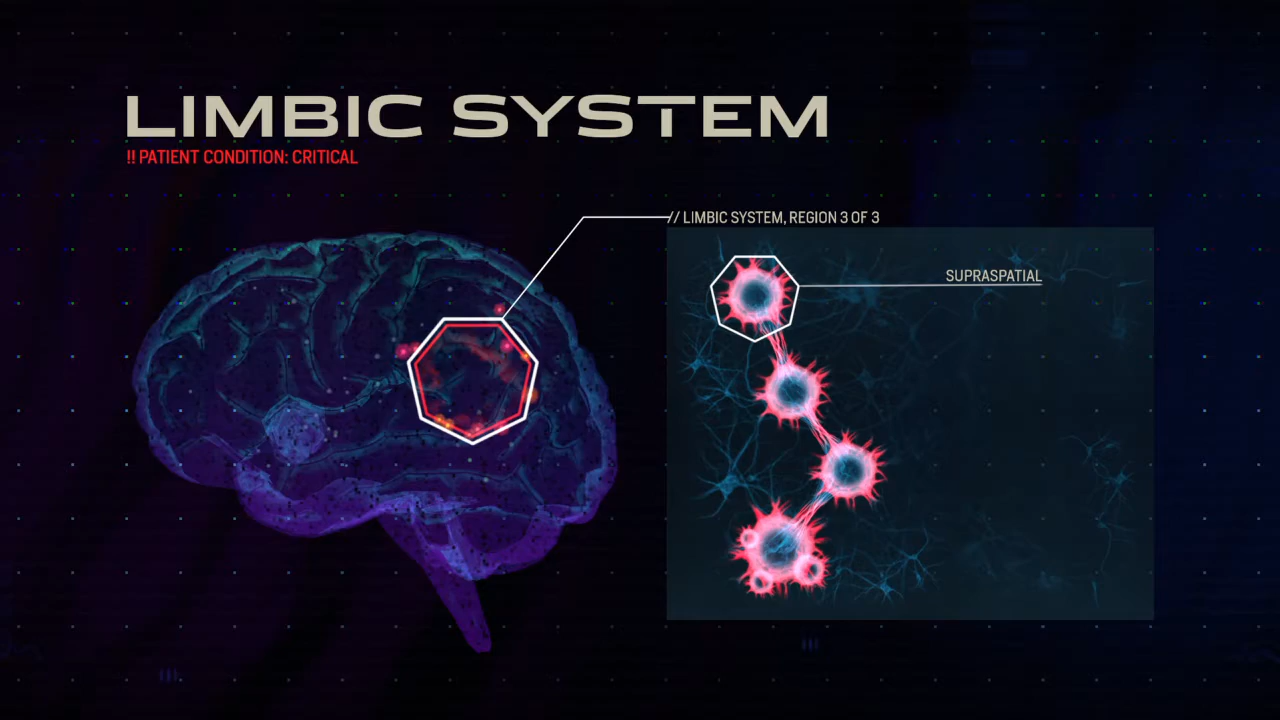 LIMBIC SYSTEM
!! PATIENT CONDITION: CRITICAL
// LIMBIC SYSTEM, REGION 3 OF 3
SUPRASPATIAL